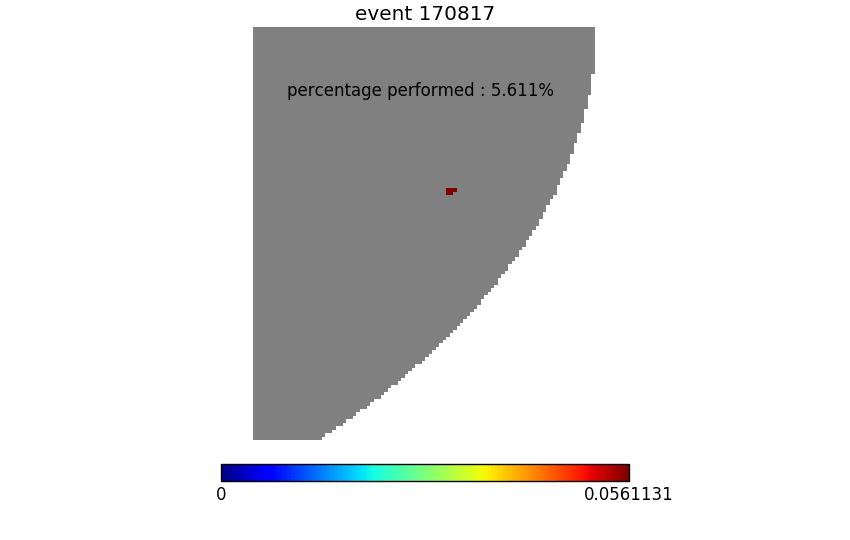 event 170817
percentage performed : 5.611%
0
0.0561131